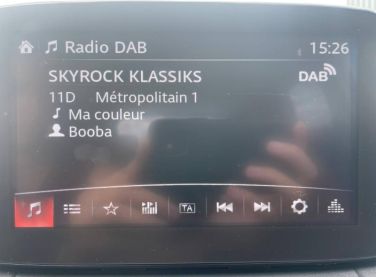 Radio DAB 15:26
SKYROCK KLASSIKS DAB
11D Métropolitain 1
Ma couleur
Booba
TA